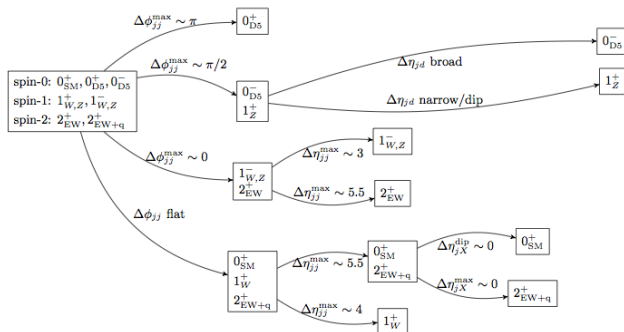 Δφ_jj^max ~ π
0^+_D5
spin-0: 0^+_SM, 0^+_D5, 0^-_D5
spin-1: 1^+_W,Z, 1^-_W,Z
spin-2: 2^+_EW, 2^+_EW+q
Δφ_jj^max ~ π/2
0^-_D5
1^+_Z
Δη_jd broad
0^-_D5
Δη_jd narrow/dip
1^+_Z
Δφ_jj^max ~ 0
1^-_W,Z
2^+_EW
Δη_jj^max ~ 3
1^-_W,Z
Δη_jj^max ~ 5.5
2^+_EW
Δφ_jj flat
0^+_SM
1^+_W
2^+_EW+q
Δη_jj^max ~ 5.5
0^+_SM
2^+_EW+q
Δη_jX^dip ~ 0
0^+_SM
Δη_jX^max ~ 0
2^+_EW+q
Δη_jj^max ~ 4
1^+_W